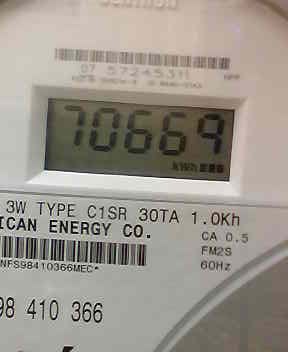 07 57245311
70669
kWh
3W TYPE C1SR 30TA 1.0Kh
ICAN ENERGY CO.
CA 0.5
FM2S
60Hz
NFS98410366MEC*
98 410 366